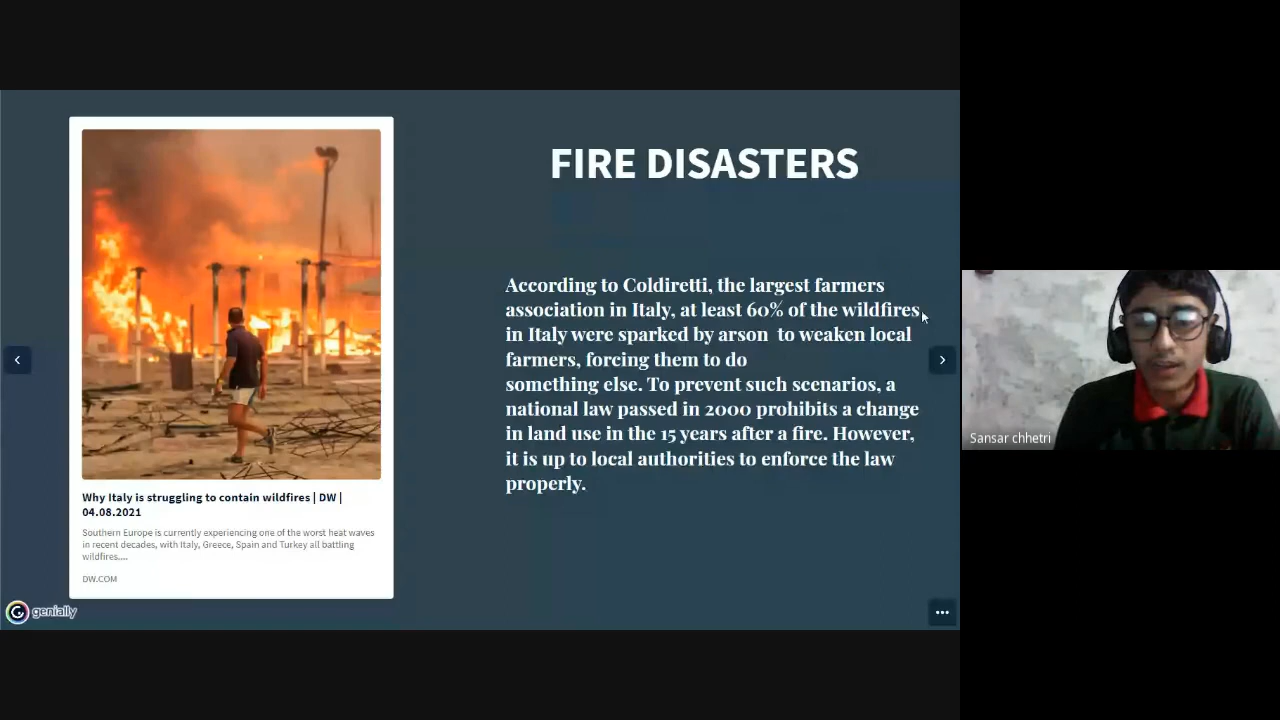 FIRE DISASTERS
According to Coldiretti, the largest farmers
association in Italy, at least 60% of the wildfires
in Italy were sparked by arson  to weaken local
farmers, forcing them to do
something else. To prevent such scenarios, a
national law passed in 2000 prohibits a change
in land use in the 15 years after a fire. However,
it is up to local authorities to enforce the law
properly.
Why Italy is struggling to contain wildfires | DW |
04.08.2021
Southern Europe is currently experiencing one of the worst heat waves
in recent decades, with Italy, Greece, Spain and Turkey all battling
wildfires....
DW.COM
genially
Sansar chhetri